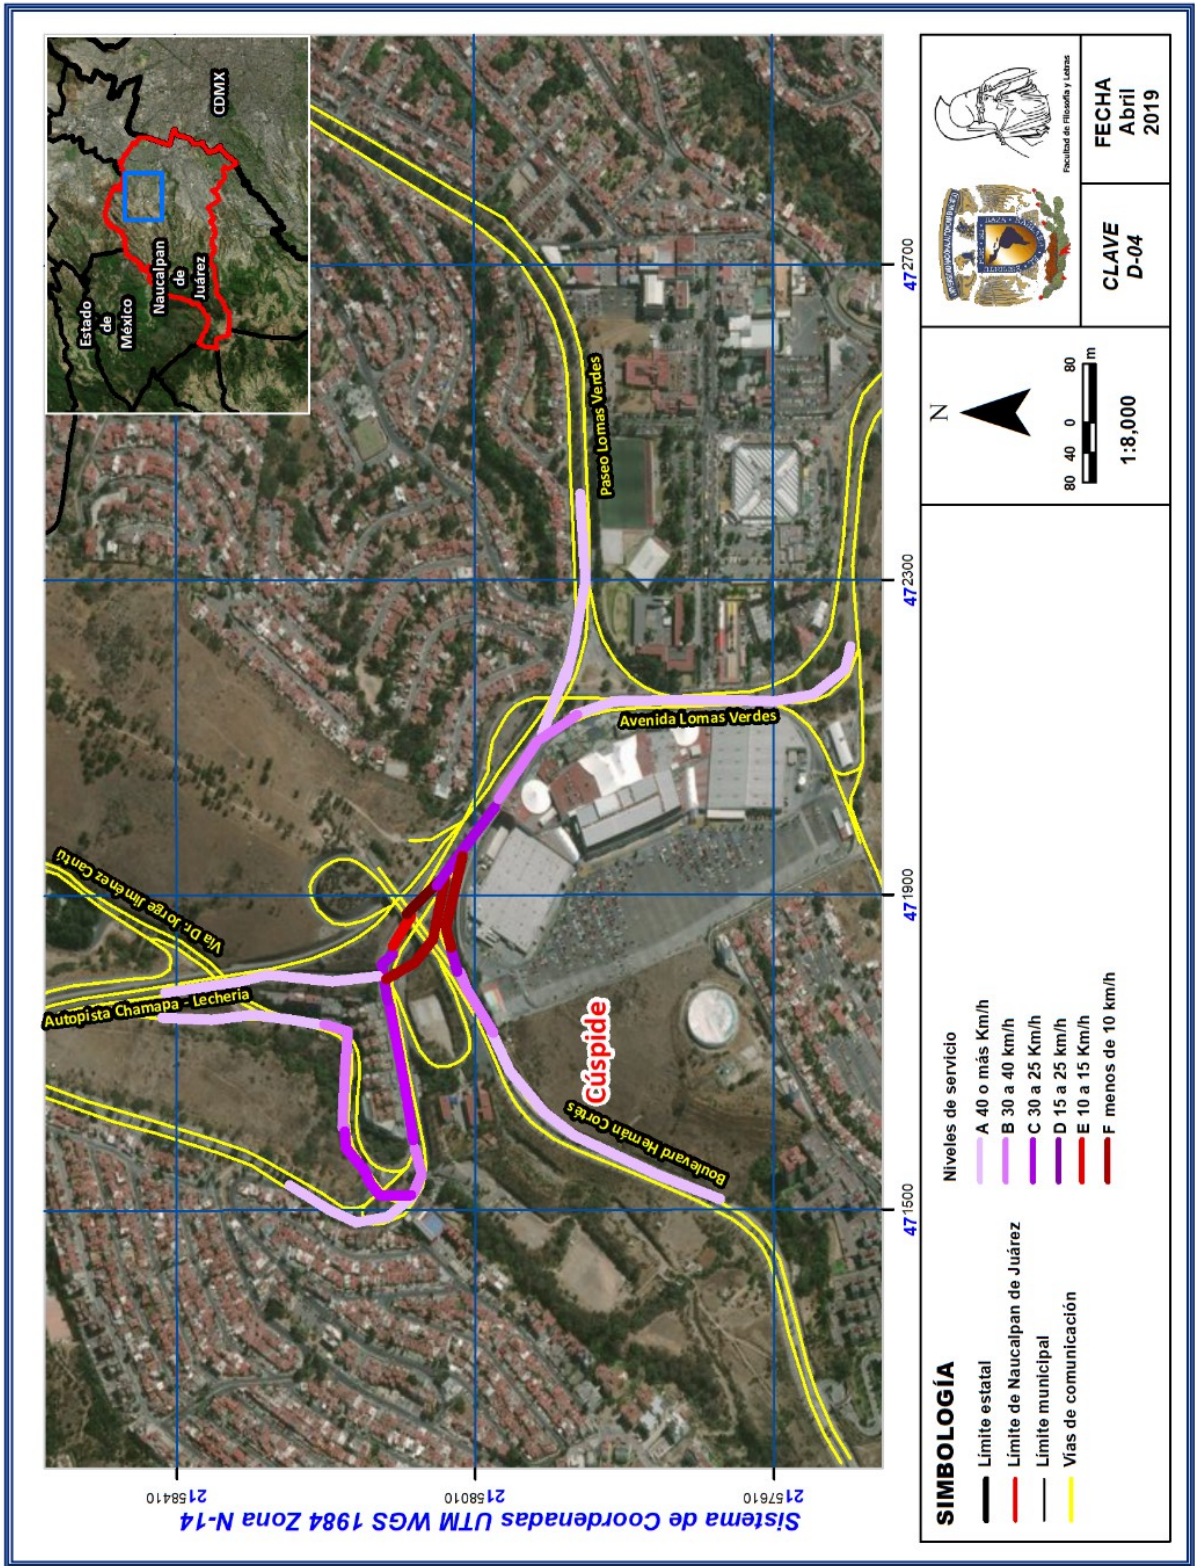 Estado
de
México
Naucalpan
de
Juárez
CDMX
Vía Dr. Jorge Jiménez Cantú
Autopista Chamapa - Lechería
Paseo Lomas Verdes
Avenida Lomas Verdes
Cúspide
Boulevard Hernán Cortés
471500
471900
472300
472700
2158410
2158010
2157610
Sistema de Coordenadas UTM WGS 1984 Zona N-14
SIMBOLOGÍA
Límite estatal
Límite de Naucalpan de Juárez
Límite municipal
Vías de comunicación
Niveles de servicio
A 40 o más Km/h
B 30 a 40 km/h
C 30 a 25 Km/h
D 15 a 25 km/h
E 10 a 15 Km/h
F menos de 10 km/h
N
80 40 0 80
m
1:8,000
Facultad de Filosofía y Letras
CLAVE
D-04
FECHA
Abril
2019